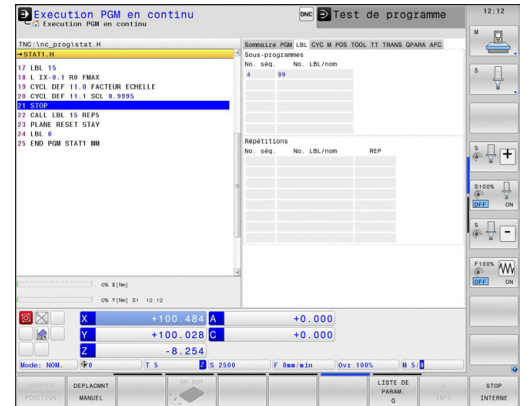 Execution PGM en continu
Execution PGM en continu
DNC
Test de programme
12:12
TNC:\nc_prog\stat.H
→STAT1.H
17 LBL 15
18 L IX-0.1 R0 FMAX
19 CYCL DEF 11.0 FACTEUR ECHELLE
20 CYCL DEF 11.1 SCL 0.9995
21 STOP
22 CALL LBL 15 REP5
23 PLANE RESET STAY
24 LBL 0
25 END PGM STAT1 MM
0% X[Nm]
0% Y[Nm] S1 12:12
Sommaire PGM LBL CYC M POS TOOL TT TRANS QPARA AFC
Sous-programmes
No. séq. No. LBL/nom
4 99
Répétitions
No. séq. No. LBL/nom REP
M
S
S
S100%
OFF ON
S
F100%
OFF ON
X +100.484 A +0.000
Y +100.028 C +0.000
Z -8.254
Mode: NOM. 0 T 5 Z S 2500 F 0mm/min Ovr 100% M 5/8
ABORDER POSITION
DEPLACMNT MANUEL
3D ROT
LISTE DE PARAM. Q
Q INFO
STOP INTERNE